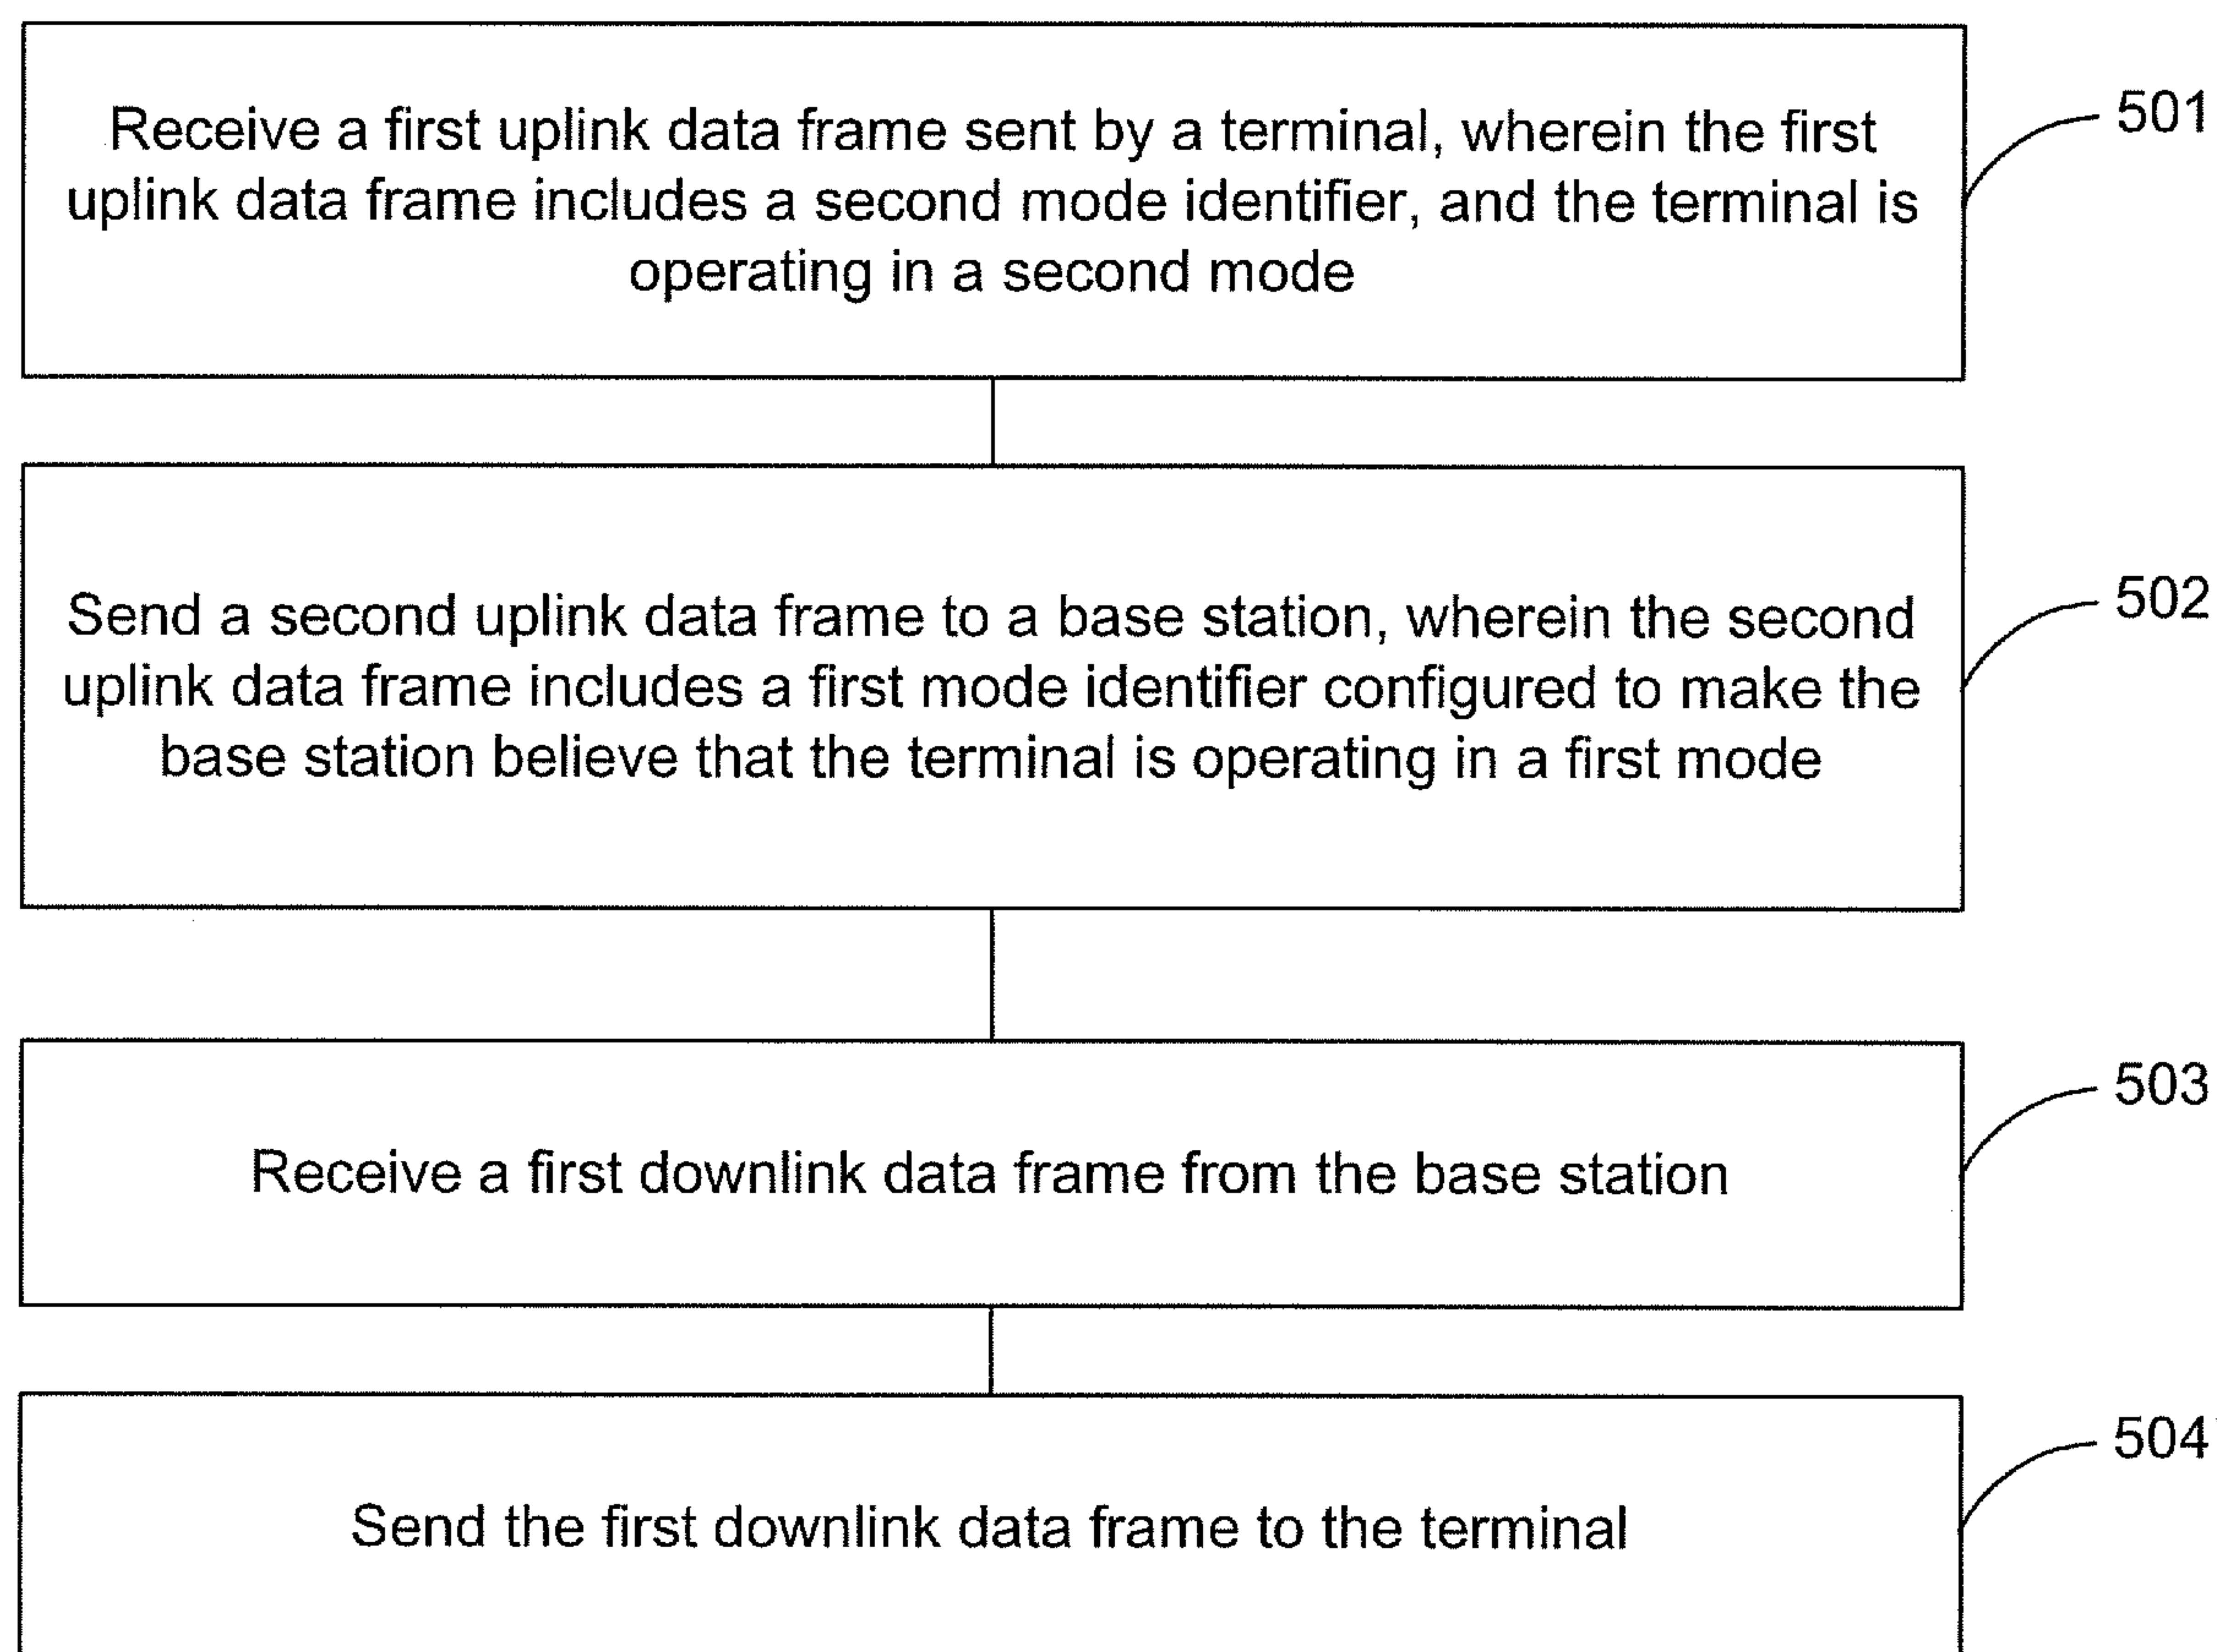 Receive a first uplink data frame sent by a terminal, wherein the first
uplink data frame includes a second mode identifier, and the terminal is
operating in a second mode
501
Send a second uplink data frame to a base station, wherein the second
uplink data frame includes a first mode identifier configured to make the
base station believe that the terminal is operating in a first mode
502
Receive a first downlink data frame from the base station
503
Send the first downlink data frame to the terminal
504